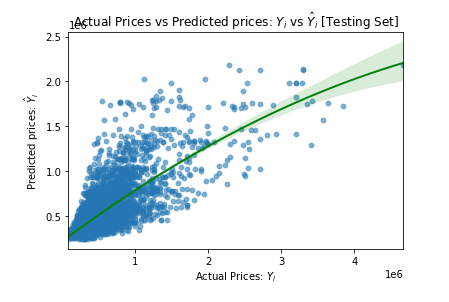 Actual Prices vs Predicted prices: $Y_i$ vs $\hat{Y}_i$ [Testing Set]
1e6
2.5
2.0
1.5
1.0
0.5
Predicted prices: $\hat{Y}_i$
1 2 3 4
1e6
Actual Prices: $Y_i$